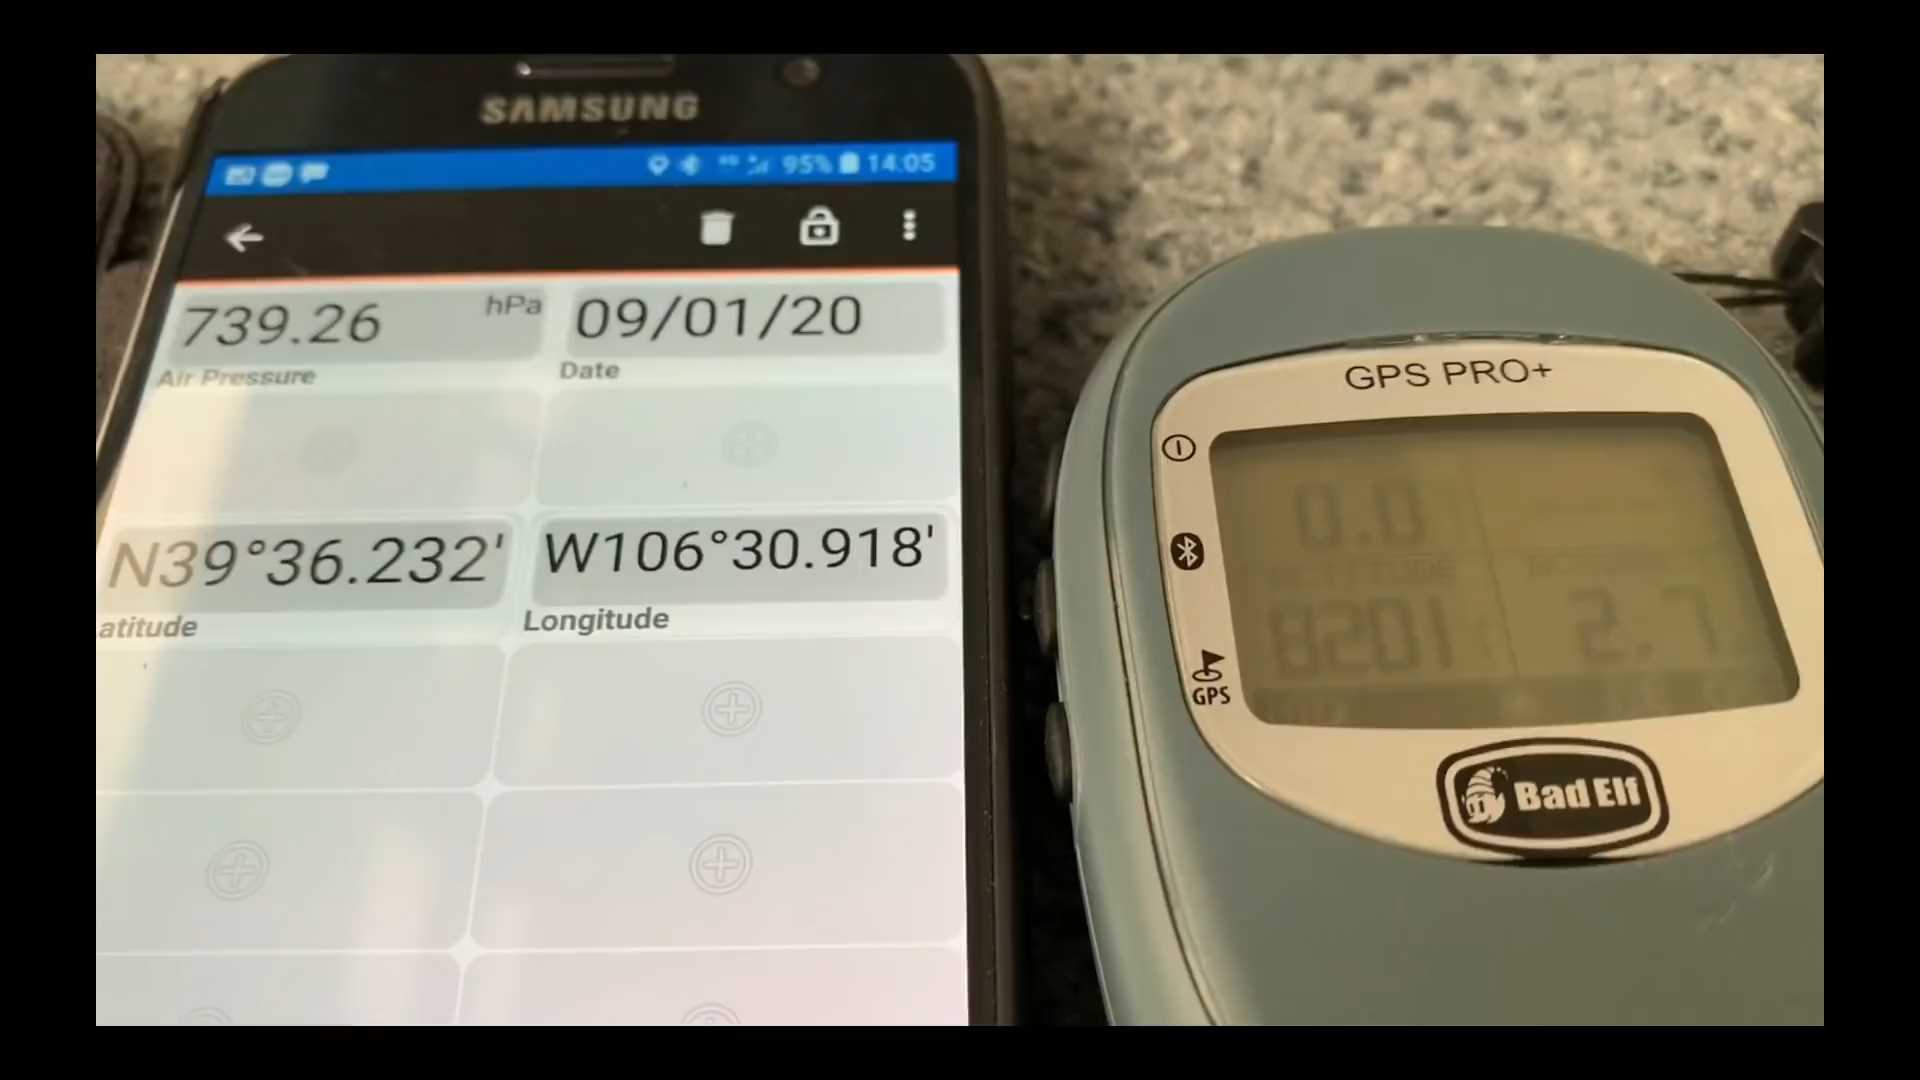 SAMSUNG
95% 14:05
739.26 hPa
Air Pressure
09/01/20
Date
N39°36.232'
atitude
W106°30.918'
Longitude
GPS PRO+
0.0
ALTITUDE
8201
2.7
GPS
Bad Elf